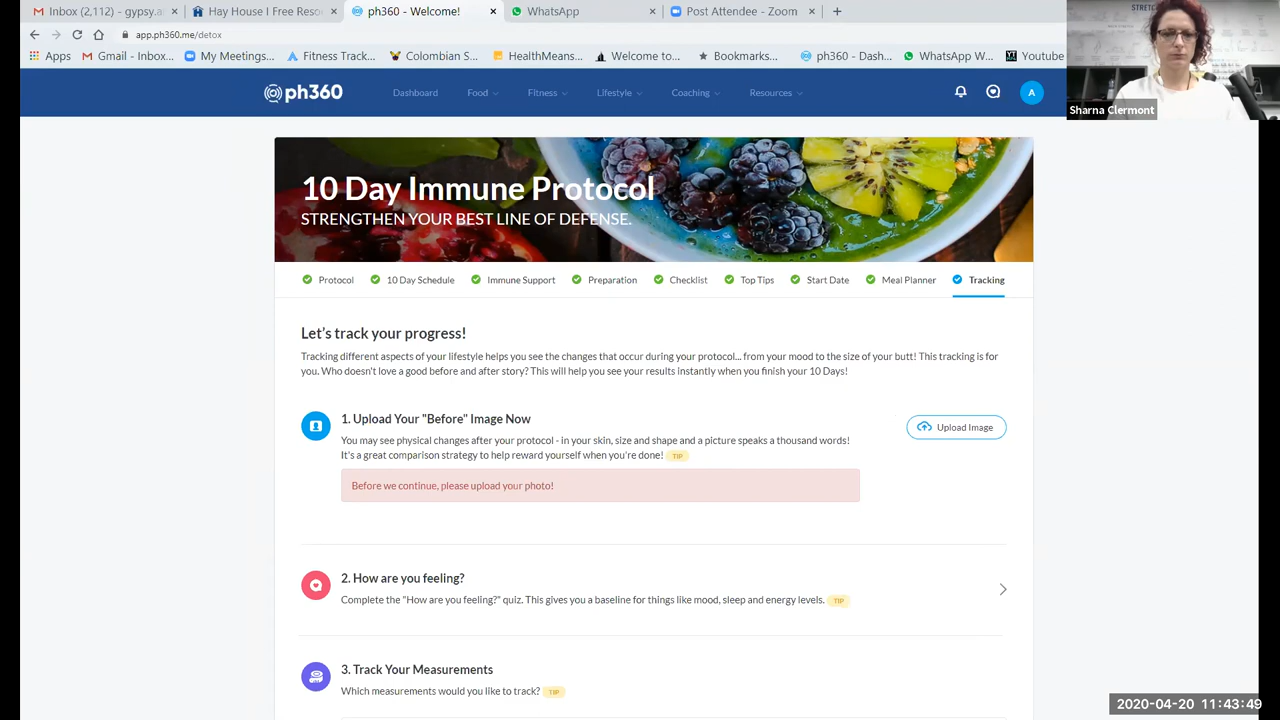 Inbox (2,112) - gypsy.al
Hay House I Free Reso
ph360 - Welcome!
WhatsApp
Post Attendee - Zoom
app.ph360.me/detox
Apps
Gmail - Inbox...
My Meetings...
Fitness Track...
Colombian S...
HealthMeans...
Welcome to...
Bookmarks...
ph360 - Dash...
WhatsApp W...
YT
Youtube
STRETC
Sharna Clermont
ph360
Dashboard
Food
Fitness
Lifestyle
Coaching
Resources
A
10 Day Immune Protocol
STRENGTHEN YOUR BEST LINE OF DEFENSE.
Protocol
10 Day Schedule
Immune Support
Preparation
Checklist
Top Tips
Start Date
Meal Planner
Tracking
Let's track your progress!
Tracking different aspects of your lifestyle helps you see the changes that occur during your protocol... from your mood to the size of your butt! This tracking is for
you. Who doesn't love a good before and after story? This will help you see your results instantly when you finish your 10 Days!
1. Upload Your "Before" Image Now
Upload Image
You may see physical changes after your protocol - in your skin, size and shape and a picture speaks a thousand words!
It's a great comparison strategy to help reward yourself when you're done! TIP
Before we continue, please upload your photo!
2. How are you feeling?
Complete the "How are you feeling?" quiz. This gives you a baseline for things like mood, sleep and energy levels. TIP
3. Track Your Measurements
Which measurements would you like to track? TIP
2020-04-20 11:43:49